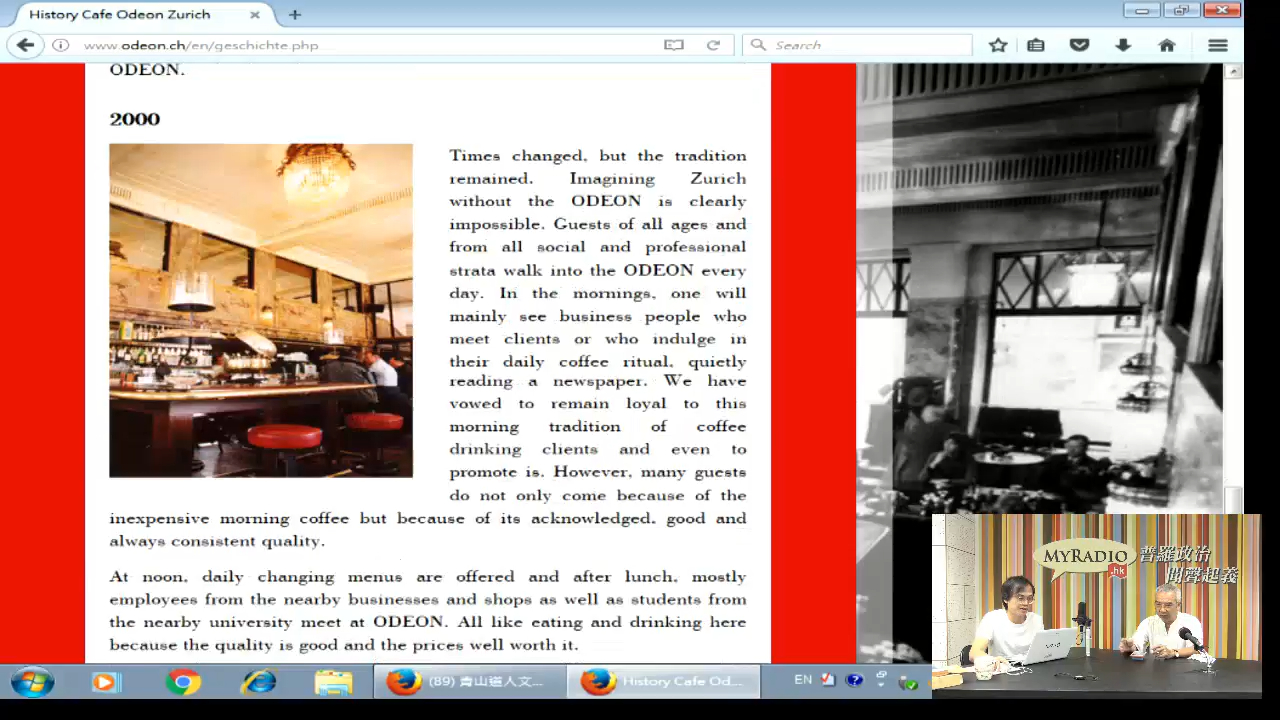 History Cafe Odeon Zurich
www.odeon.ch/en/geschichte.php
Search
ODEON.
2000
Times changed, but the tradition
remained. Imagining Zurich
without the ODEON is clearly
impossible. Guests of all ages and
from all social and professional
strata walk into the ODEON every
day. In the mornings, one will
mainly see business people who
meet clients or who indulge in
their daily coffee ritual, quietly
reading a newspaper. We have
vowed to remain loyal to this
morning tradition of coffee
drinking clients and even to
promote is. However, many guests
do not only come because of the
inexpensive morning coffee but because of its acknowledged, good and
always consistent quality.
At noon, daily changing menus are offered and after lunch, mostly
employees from the nearby businesses and shops as well as students from
the nearby university meet at ODEON. All like eating and drinking here
because the quality is good and the prices well worth it.
MYRADIO
.hk
普羅政治
聞聲起義
(89) 青山道人文...
History Cafe Od...
EN